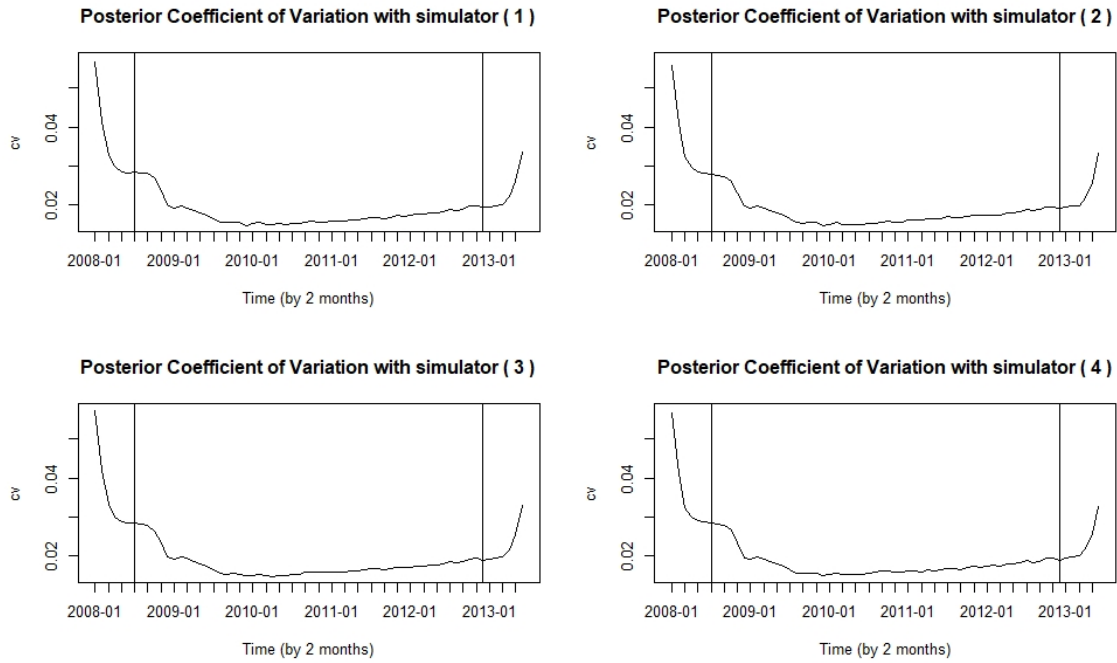 Posterior Coefficient of Variation with simulator ( 1 )
cv
0.02
0.04
2008-01 2009-01 2010-01 2011-01 2012-01 2013-01
Time (by 2 months)
Posterior Coefficient of Variation with simulator ( 2 )
cv
0.02
0.04
2008-01 2009-01 2010-01 2011-01 2012-01 2013-01
Time (by 2 months)
Posterior Coefficient of Variation with simulator ( 3 )
cv
0.02
0.04
2008-01 2009-01 2010-01 2011-01 2012-01 2013-01
Time (by 2 months)
Posterior Coefficient of Variation with simulator ( 4 )
cv
0.02
0.04
2008-01 2009-01 2010-01 2011-01 2012-01 2013-01
Time (by 2 months)